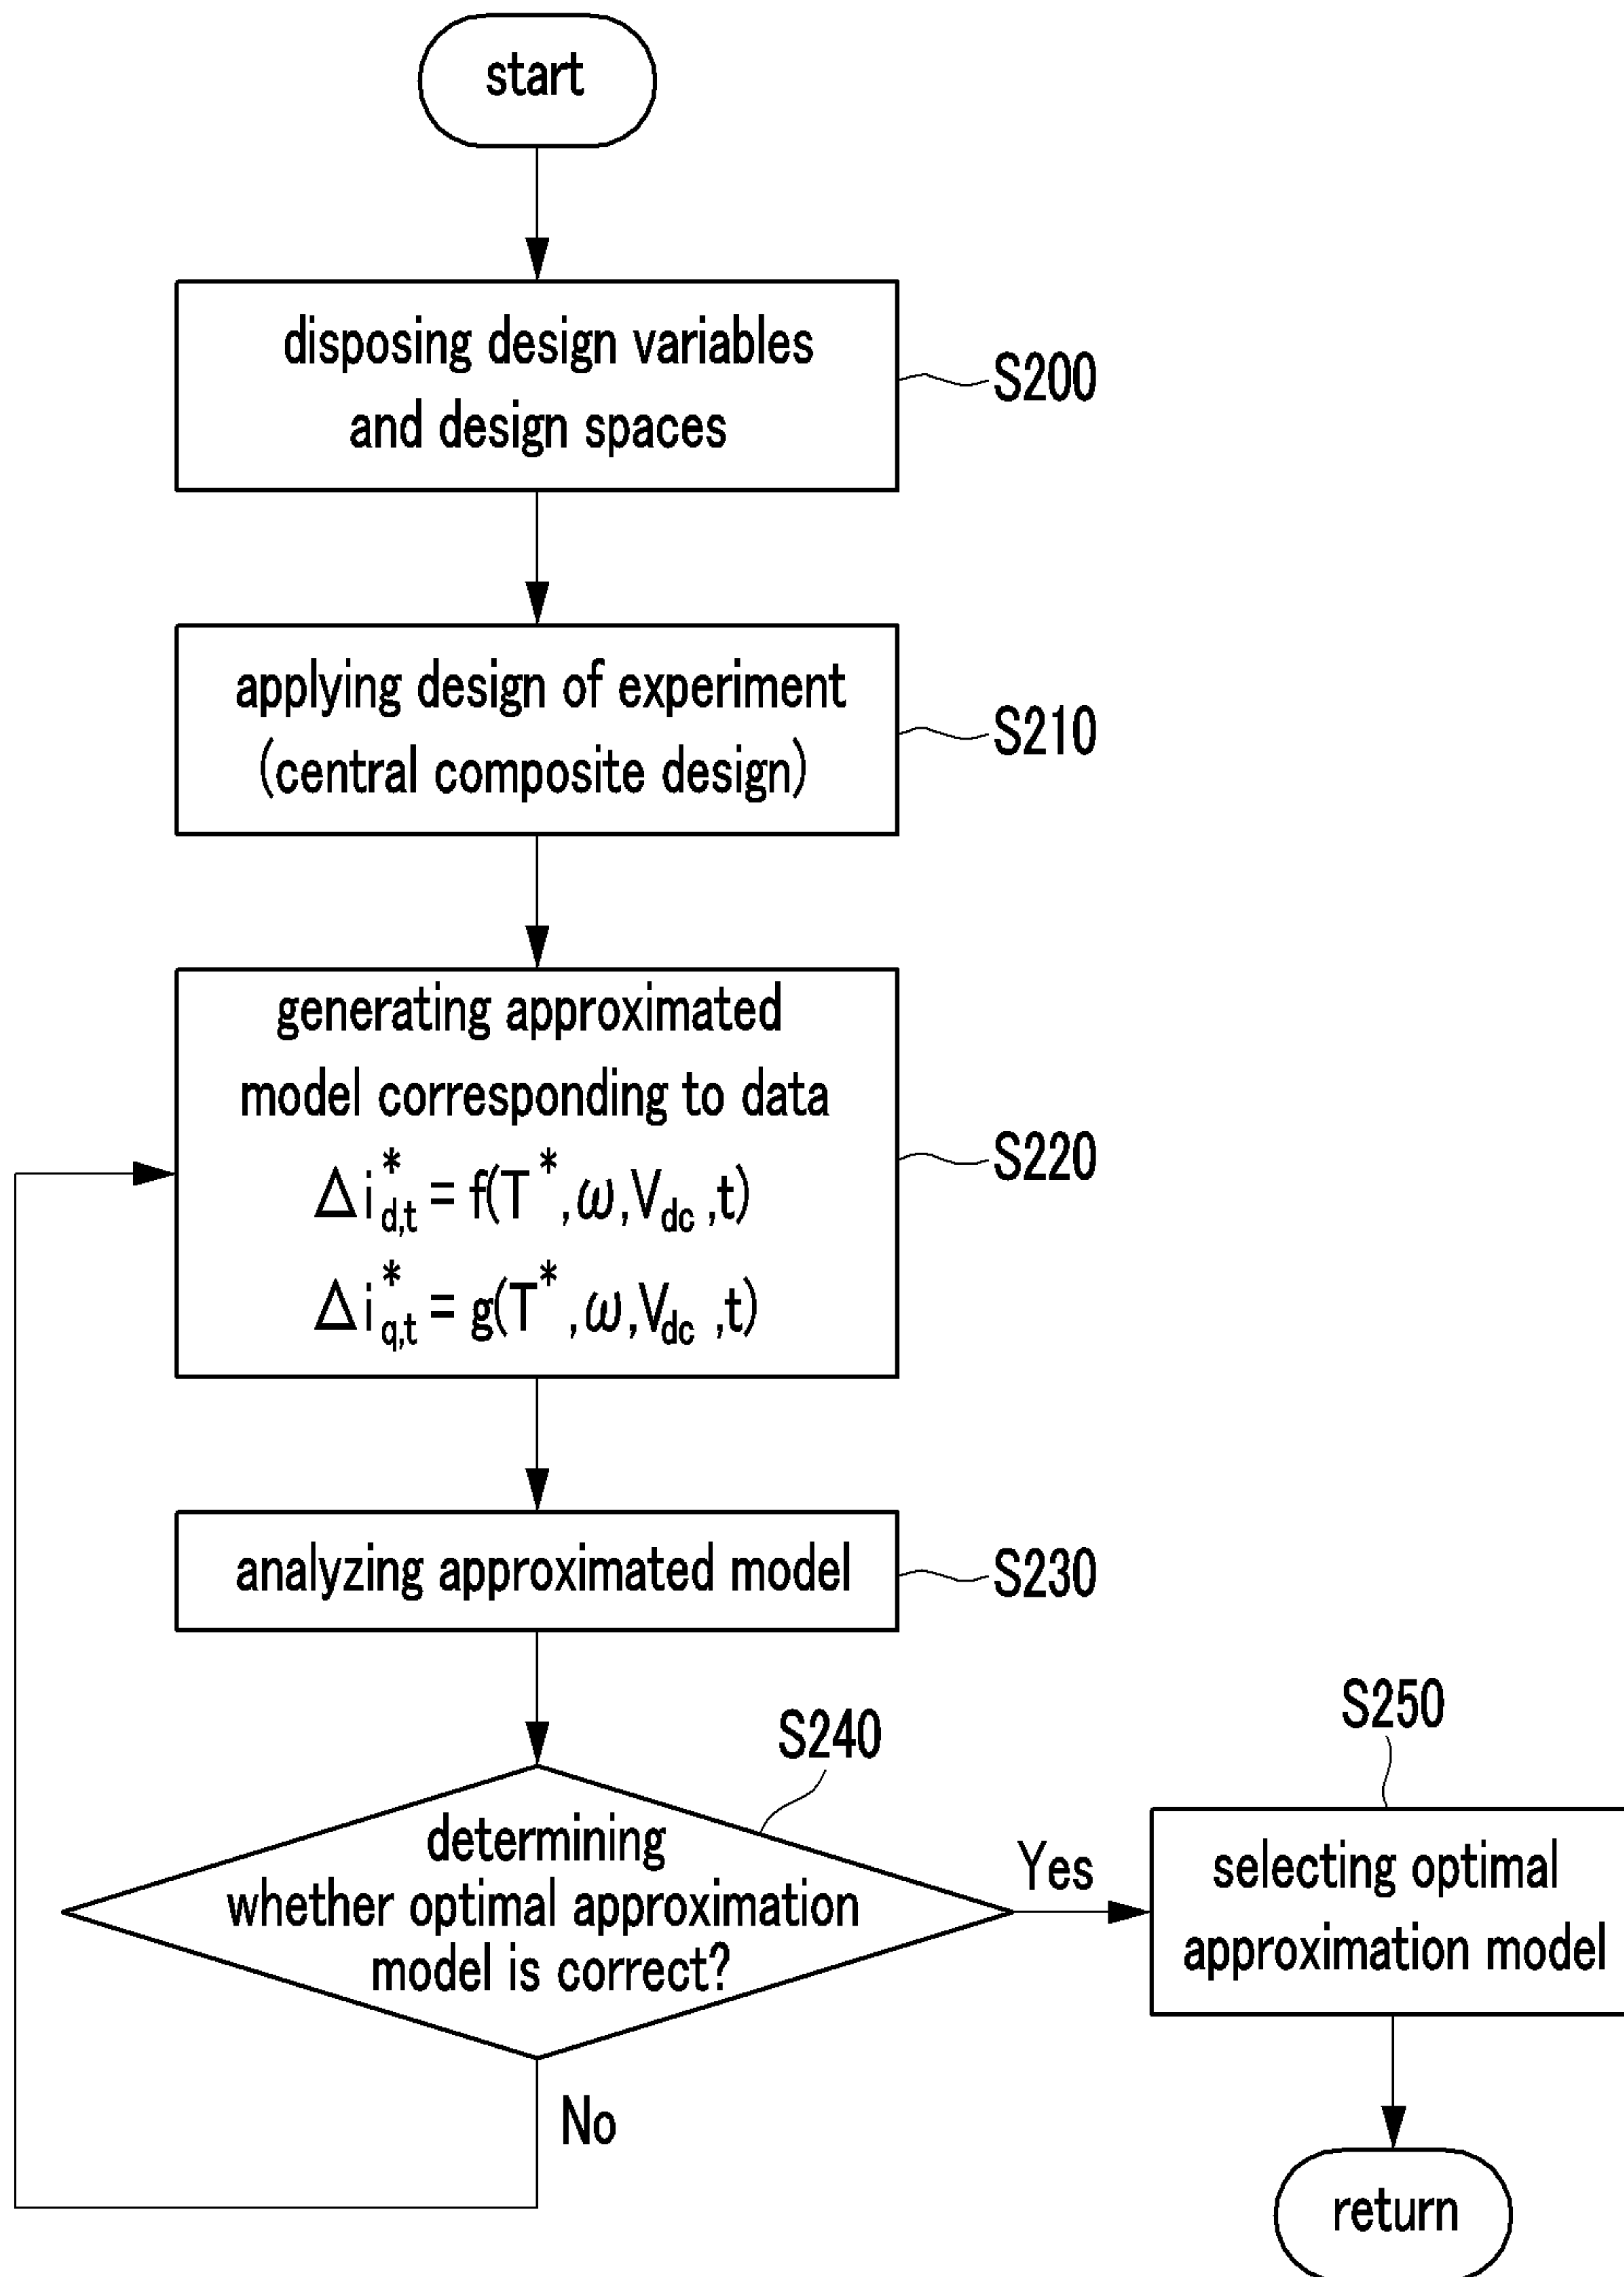 start
disposing design variables
and design spaces
S200
applying design of experiment
(central composite design)
S210
generating approximated
model corresponding to data
Δi*d,t = f(T*,ω,Vdc,t)
Δi*q,t = g(T*,ω,Vdc,t)
S220
analyzing approximated model
S230
S240
determining
whether optimal approximation
model is correct?
Yes
No
S250
selecting optimal
approximation model
return